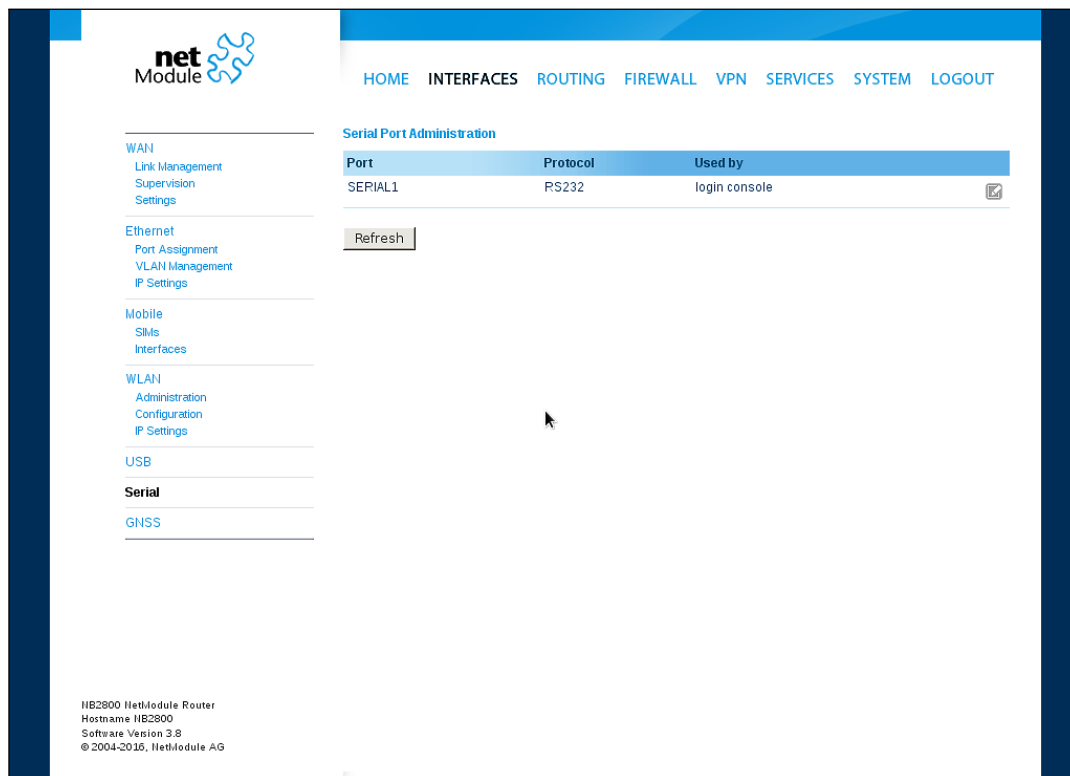 net
Module
HOME INTERFACES ROUTING FIREWALL VPN SERVICES SYSTEM LOGOUT
WAN
Link Management
Supervision
Settings
Ethernet
Port Assignment
VLAN Management
IP Settings
Mobile
SIMs
Interfaces
WLAN
Administration
Configuration
IP Settings
USB
Serial
GNSS
Serial Port Administration
Port Protocol Used by
SERIAL1 RS232 login console
Refresh
NB2800 NetModule Router
Hostname NB2800
Software Version 3.8
© 2004-2016, NetModule AG